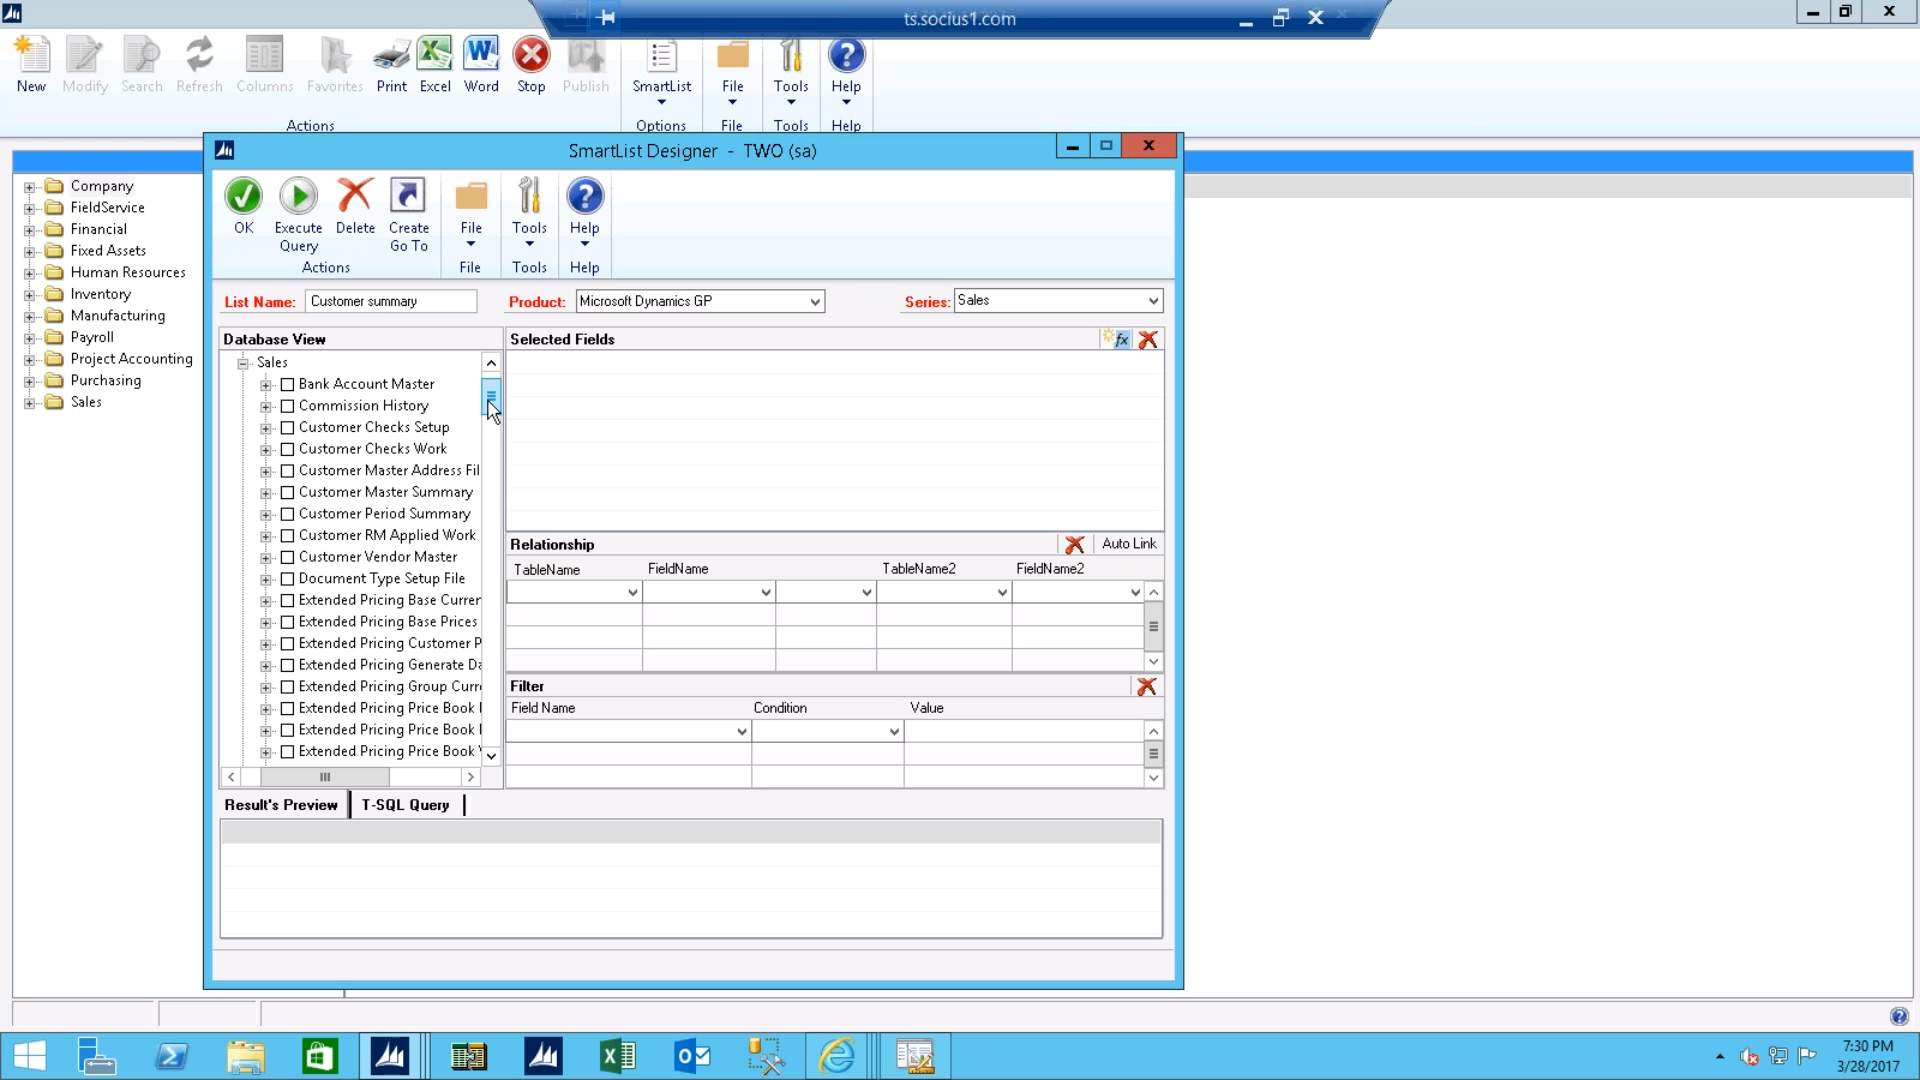 ts.socius1.com
New
Modify
Search
Refresh
Columns
Favorites
Print
Excel
Word
Stop
Publish
SmartList
File
Tools
Help
Actions
Options
File
Tools
Help
SmartList Designer - TWO (sa)
Company
FieldService
Financial
Fixed Assets
Human Resources
Inventory
Manufacturing
Payroll
Project Accounting
Purchasing
Sales
OK
Execute Query
Delete
Create Go To
File
Tools
Help
Actions
File
Tools
Help
List Name: Customer summary
Product: Microsoft Dynamics GP
Series: Sales
Database View
Sales
Bank Account Master
Commission History
Customer Checks Setup
Customer Checks Work
Customer Master Address Fil
Customer Master Summary
Customer Period Summary
Customer RM Applied Work
Customer Vendor Master
Document Type Setup File
Extended Pricing Base Curren
Extended Pricing Base Prices
Extended Pricing Customer P
Extended Pricing Generate Da
Extended Pricing Group Curre
Extended Pricing Price Book
Extended Pricing Price Book
Extended Pricing Price Book
Selected Fields
fx
Relationship
Auto Link
TableName FieldName TableName2 FieldName2
Filter
Field Name Condition Value
Result's Preview
T-SQL Query
7:30 PM
3/28/2017